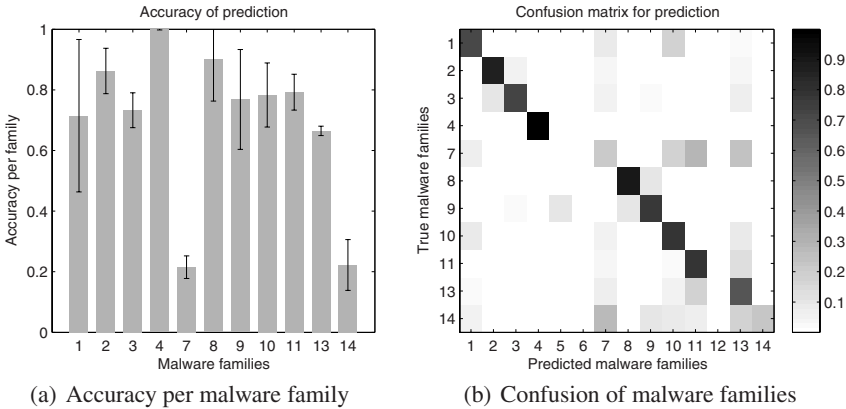 Accuracy of prediction
1
0.8
0.6
0.4
0.2
0
Accuracy per family
1 2 3 4 7 8 9 10 11 13 14
Malware families
(a) Accuracy per malware family
Confusion matrix for prediction
1
2
3
4
7
8
9
10
11
13
14
True malware families
1 2 3 4 5 6 7 8 9 10 11 12 13 14
Predicted malware families
0.9
0.8
0.7
0.6
0.5
0.4
0.3
0.2
0.1
(b) Confusion of malware families